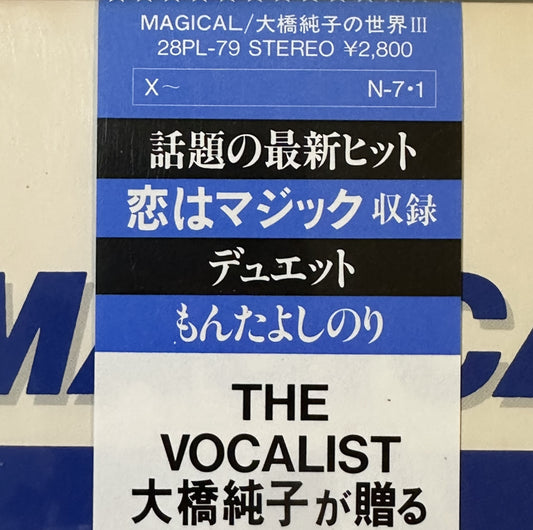 MAGICAL/大橋純子の世界III
28PL-79 STEREO ¥2,800
X～ N-7・1
話題の最新ヒット
恋はマジック 収録
デュエット
もんたよしのり
MA CA
THE
VOCALIST
大橋純子が贈る